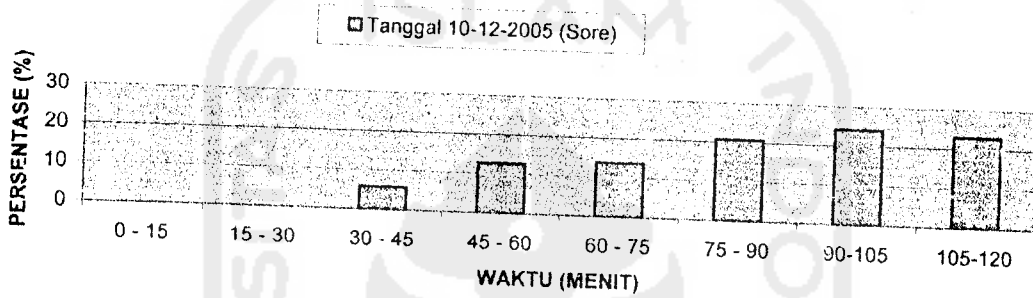 Tanggal 10-12-2005 (Sore)
PERSENTASE (%)
30
20
10
0
0 - 15 15 - 30 30 - 45 45 - 60 60 - 75 75 - 90 90-105 105-120
WAKTU (MENIT)